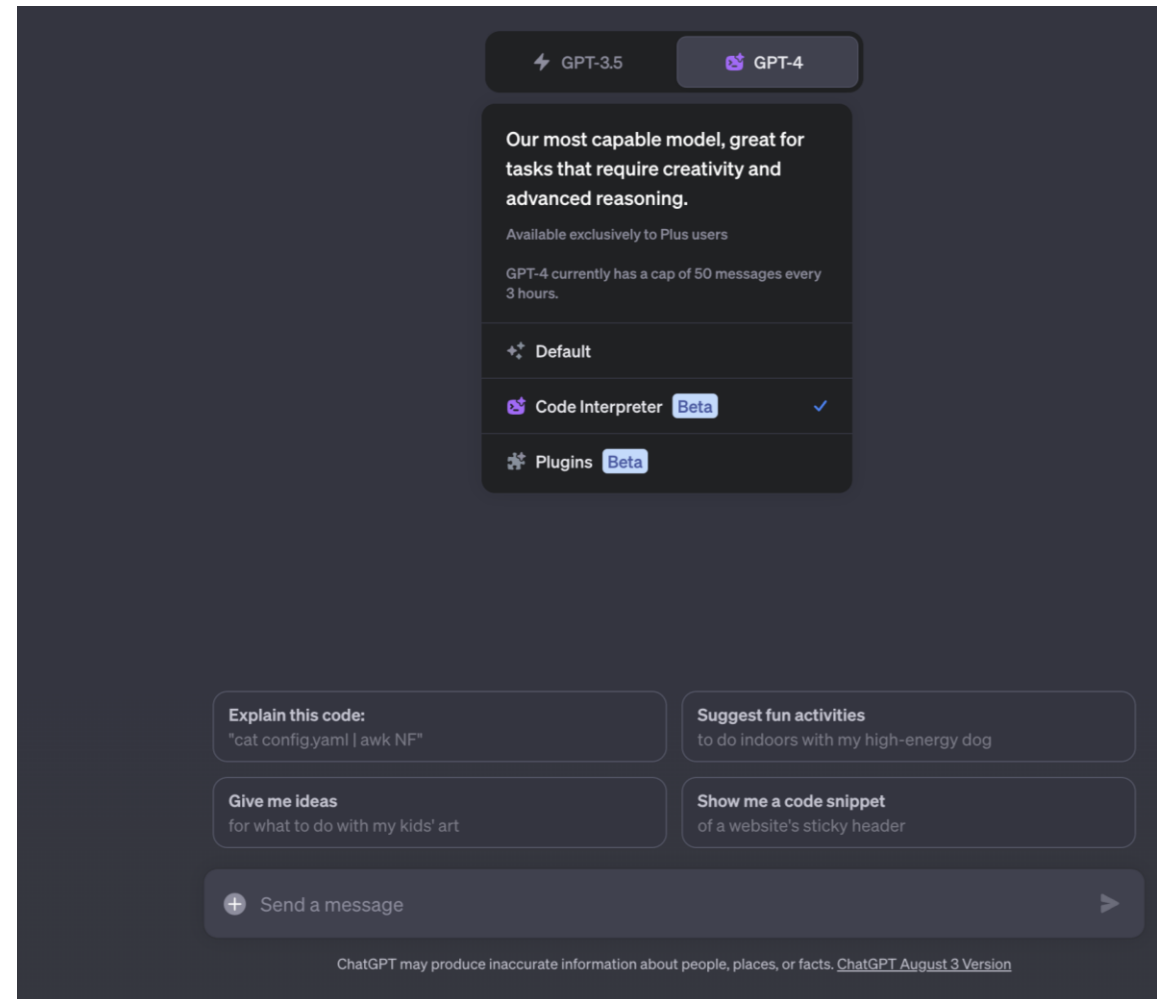 GPT-3.5
GPT-4
Our most capable model, great for
tasks that require creativity and
advanced reasoning.
Available exclusively to Plus users
GPT-4 currently has a cap of 50 messages every
3 hours.
Default
Code Interpreter Beta
Plugins Beta
Explain this code:
"cat config.yaml | awk NF"
Suggest fun activities
to do indoors with my high-energy dog
Give me ideas
for what to do with my kids' art
Show me a code snippet
of a website's sticky header
Send a message
ChatGPT may produce inaccurate information about people, places, or facts. ChatGPT August 3 Version